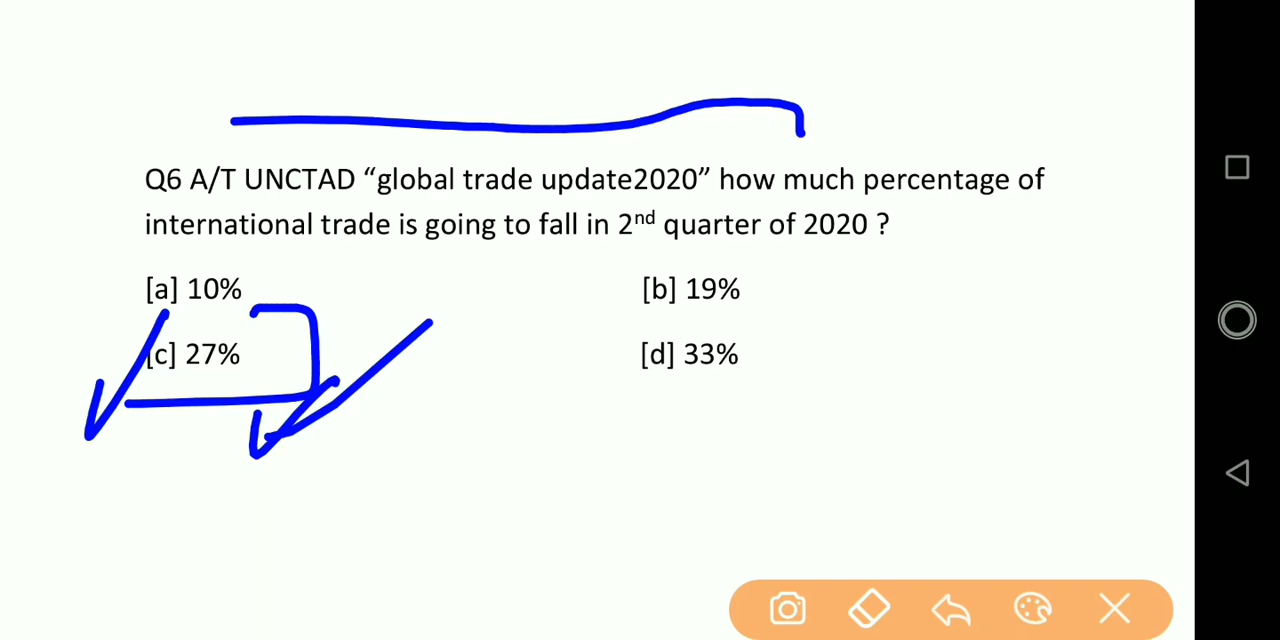 Q6 A/T UNCTAD “global trade update2020” how much percentage of
international trade is going to fall in 2nd quarter of 2020 ?
[a] 10% [b] 19%
[c] 27% [d] 33%